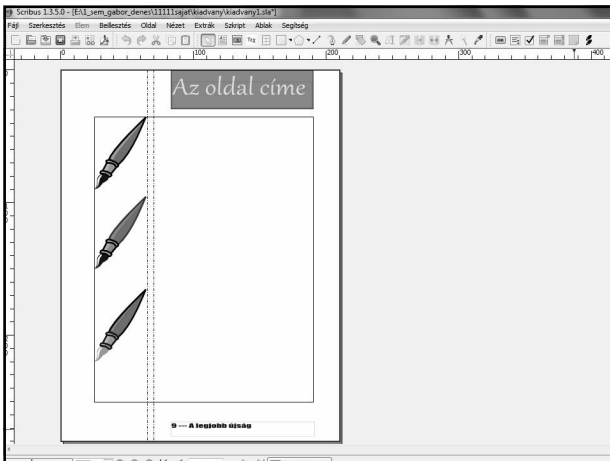 Scribus 1.3.5.0 - [E:\1_sem_gabor_denes\11111sajat\kiadvany\kiadvany1.sla*]
Fájl Szerkesztés Elem Beillesztés Oldal Nézet Extrák Szkript Ablak Segítség
0 100 200 300 400
Az oldal címe
9 --- A legjobb újság